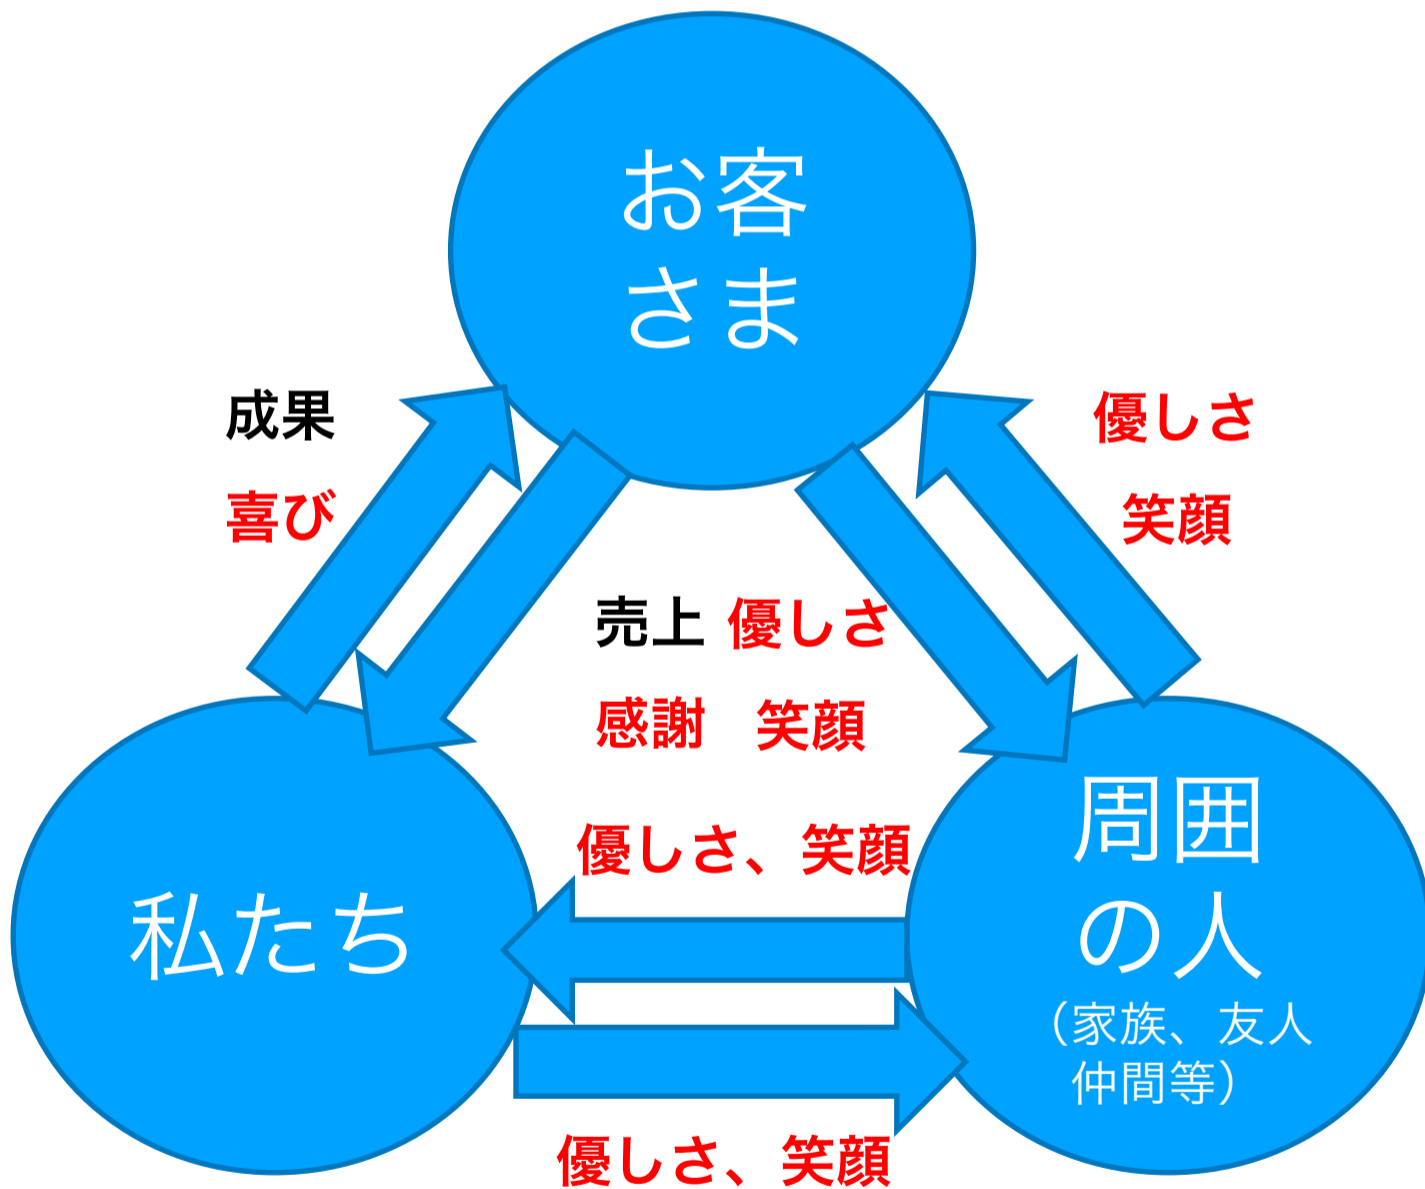 お客
さま
成果
喜び
優しさ
笑顔
売上 優しさ
感謝 笑顔
優しさ、笑顔
私たち
周囲
の人
（家族、友人
仲間等）
優しさ、笑顔